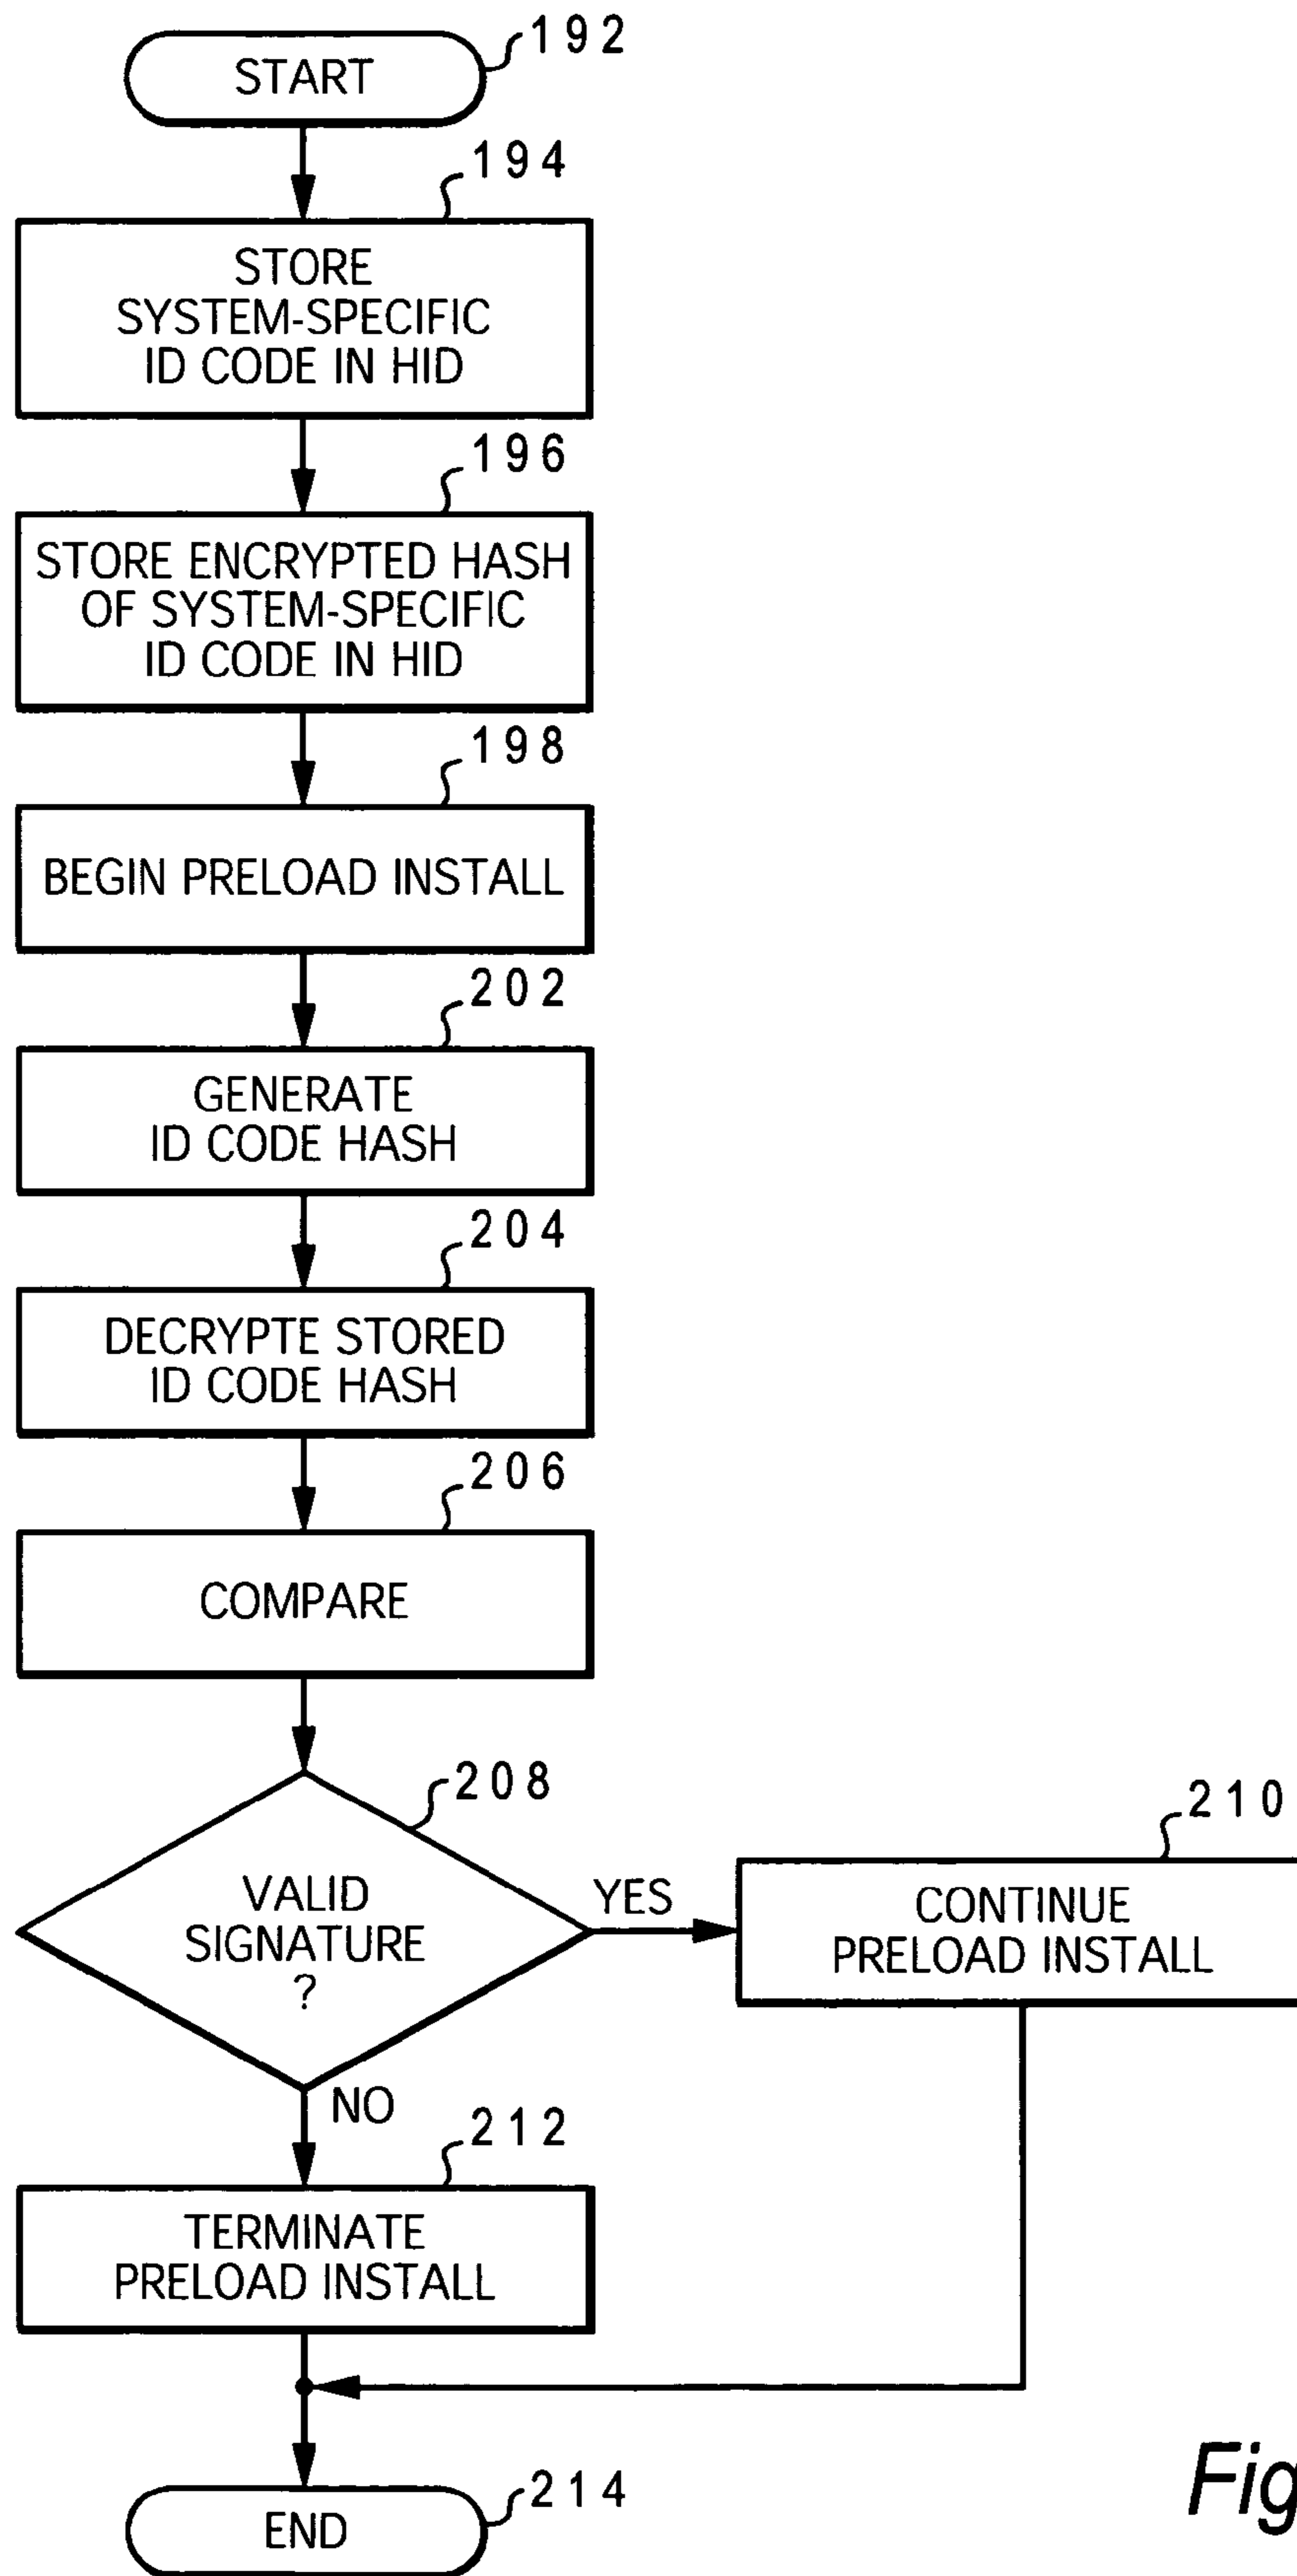 START
192
194
STORE
SYSTEM-SPECIFIC
ID CODE IN HID
196
STORE ENCRYPTED HASH
OF SYSTEM-SPECIFIC
ID CODE IN HID
198
BEGIN PRELOAD INSTALL
202
GENERATE
ID CODE HASH
204
DECRYPTE STORED
ID CODE HASH
206
COMPARE
208
VALID
SIGNATURE
?
YES
210
CONTINUE
PRELOAD INSTALL
NO
212
TERMINATE
PRELOAD INSTALL
END
214
Fig